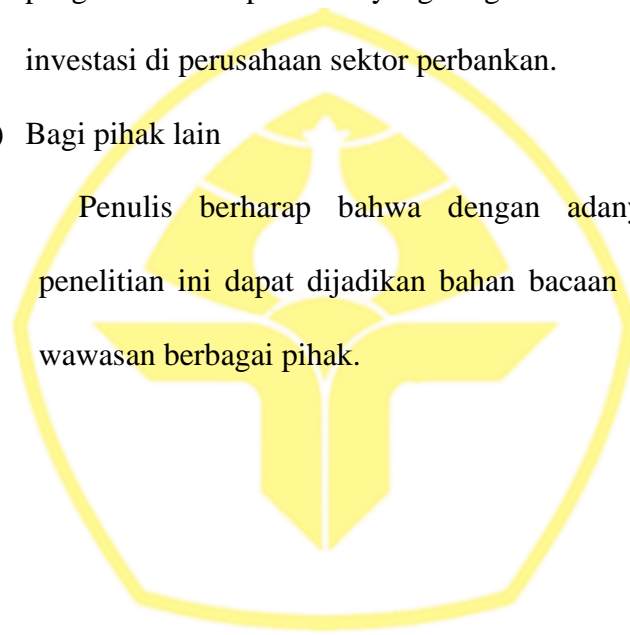 investasi di perusahaan sektor perbankan.
) Bagi pihak lain
Penulis berharap bahwa dengan
penelitian ini dapat dijadikan bahan bacaan
wawasan berbagai pihak.